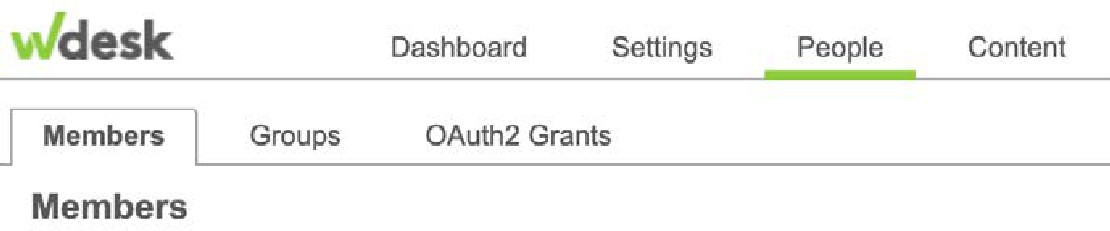 wdesk Dashboard Settings People Content
Members Groups OAuth2 Grants
Members